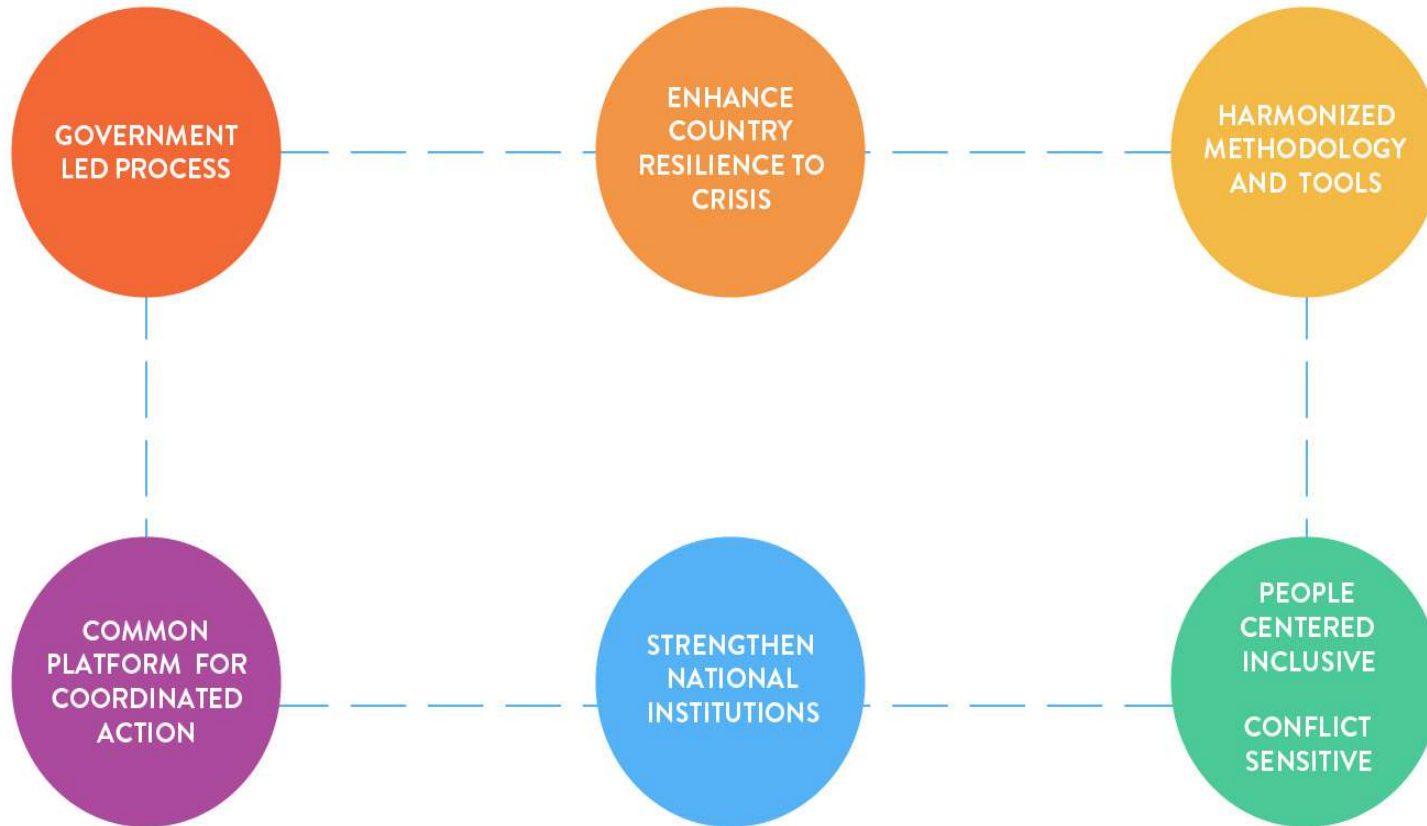 GOVERNMENT
LED PROCESS
ENHANCE
COUNTRY
RESILIENCE TO
CRISIS
HARMONIZED
METHODOLOGY
AND TOOLS
COMMON
PLATFORM FOR
COORDINATED
ACTION
STRENGTHEN
NATIONAL
INSTITUTIONS
PEOPLE
CENTERED
INCLUSIVE
CONFLICT
SENSITIVE